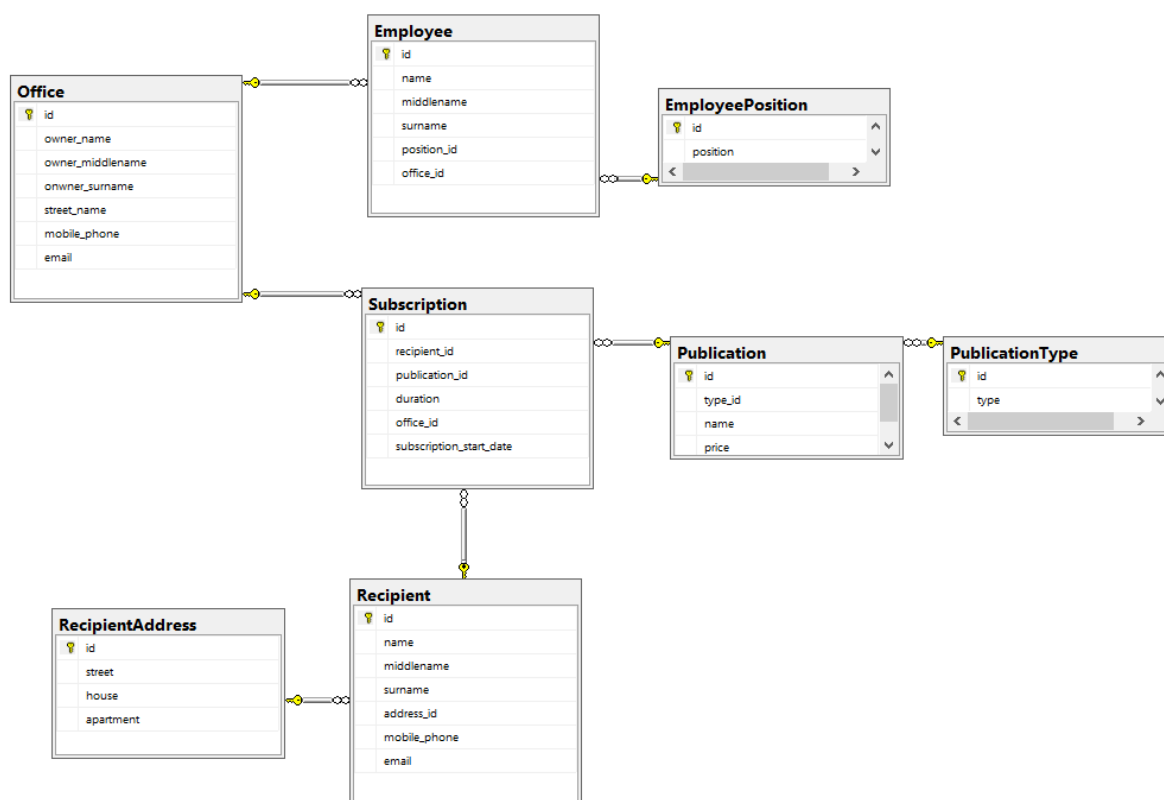 Employee
id
name
middlename
surname
position_id
office_id
Office
id
owner_name
owner_middlename
onwner_surname
street_name
mobile_phone
email
EmployeePosition
id
position
Subscription
id
recipient_id
publication_id
duration
office_id
subscription_start_date
Publication
id
type_id
name
price
PublicationType
id
type
Recipient
id
name
middlename
surname
address_id
mobile_phone
email
RecipientAddress
id
street
house
apartment